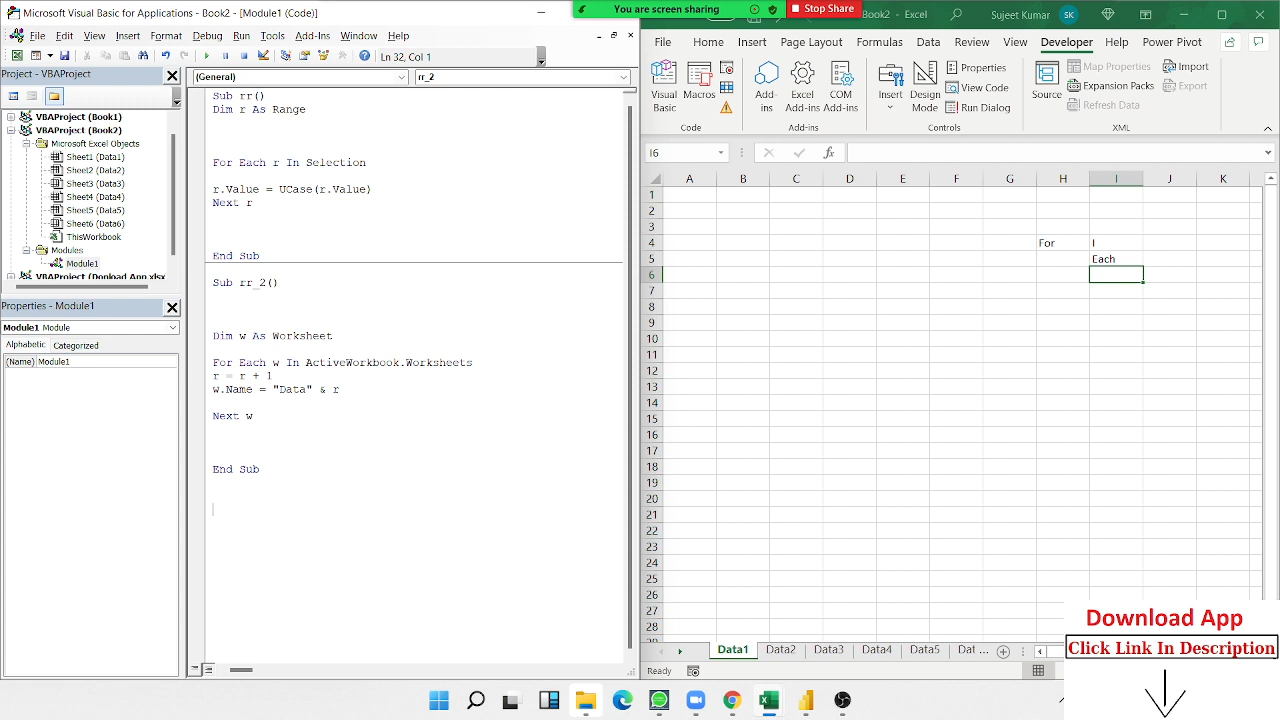 Microsoft Visual Basic for Applications - Book2 - [Module1 (Code)]
You are screen sharing
Stop Share
Book2 - Excel
Sujeet Kumar
SK
File Edit View Insert Format Debug Run Tools Add-Ins Window Help
Ln 32, Col 1
File Home Insert Page Layout Formulas Data Review View Developer Help Power Pivot
Visual Basic
Macros
Code
Add-ins
Excel Add-ins
COM Add-ins
Add-ins
Insert
Design Mode
Properties
View Code
Run Dialog
Controls
Source
Map Properties
Expansion Packs
Refresh Data
Import
Export
XML
Project - VBAProject
VBAProject (Book1)
VBAProject (Book2)
Microsoft Excel Objects
Sheet1 (Data1)
Sheet2 (Data2)
Sheet3 (Data3)
Sheet4 (Data4)
Sheet5 (Data5)
Sheet6 (Data6)
ThisWorkbook
Modules
Module1
VBAProject (Donload App.xlsx
Properties - Module1
Module1 Module
Alphabetic Categorized
(Name) Module1
(General)
rr_2
Sub rr()
Dim r As Range
For Each r In Selection
r.Value = UCase(r.Value)
Next r
End Sub
Sub rr_2()
Dim w As Worksheet
For Each w In ActiveWorkbook.Worksheets
r = r + 1
w.Name = "Data" & r
Next w
End Sub
I6
fx
A B C D E F G H I J K
1
2
3
4 For I
5 Each
6
7
8
9
10
11
12
13
14
15
16
17
18
19
20
21
22
23
24
25
26
27
28
Data1 Data2 Data3 Data4 Data5 Dat ...
Ready
Download App
Click Link In Description